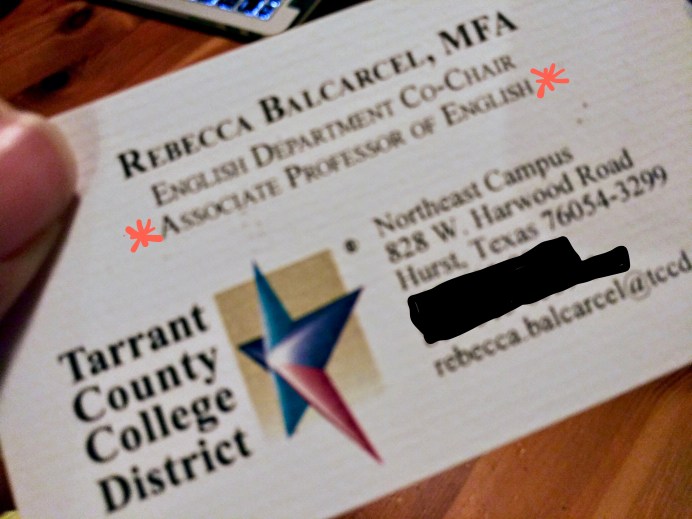 REBECCA BALCARCEL, MFA
ENGLISH DEPARTMENT CO-CHAIR
ASSOCIATE PROFESSOR OF ENGLISH
Northeast Campus
828 W. Harwood Road
Hurst, Texas 76054-3299
rebecca.balcarcel@tccd
Tarrant
County
College
District